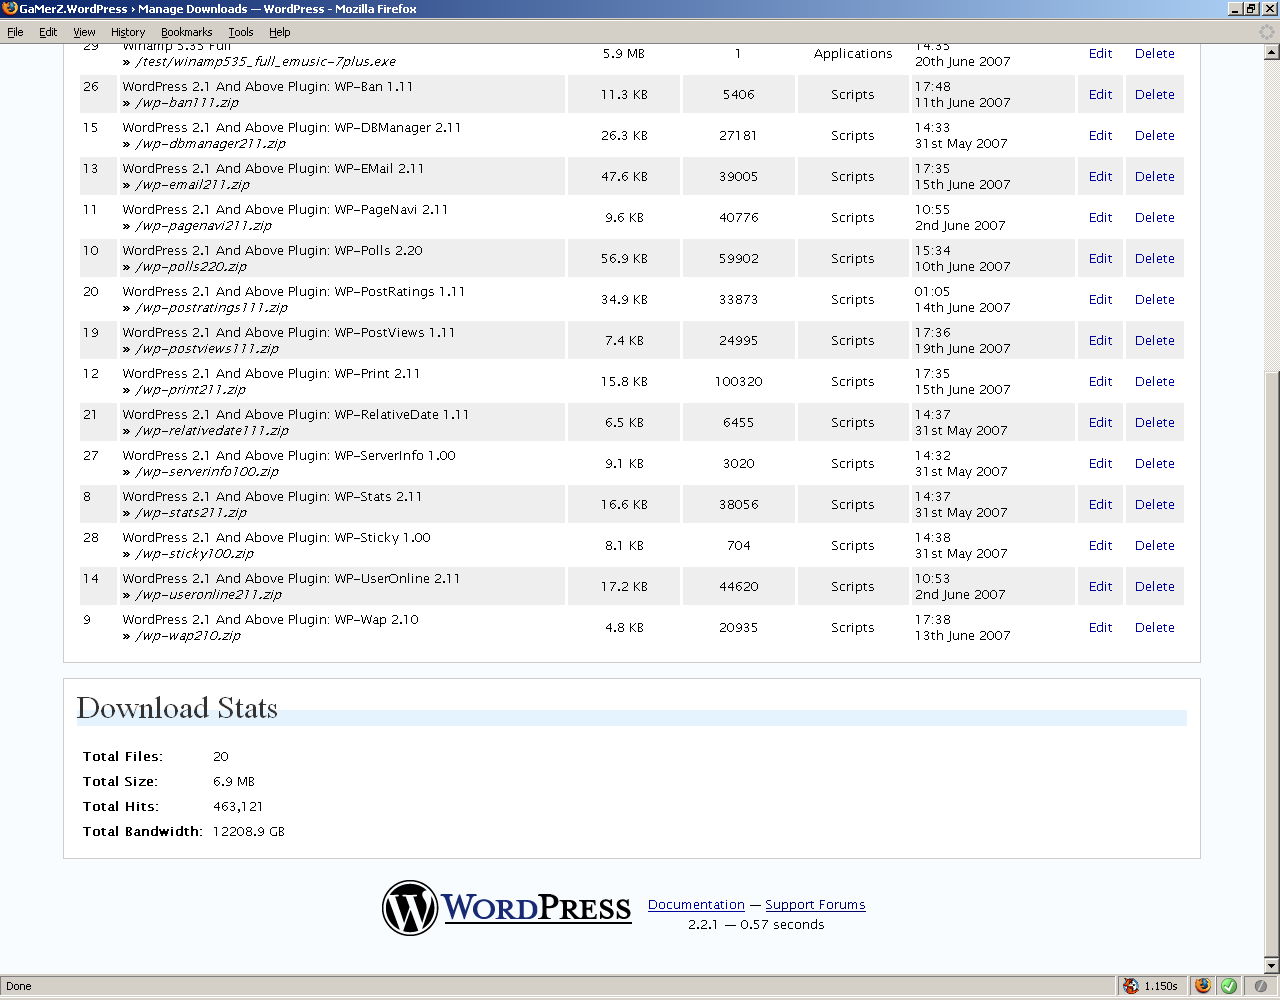 GaMerZ.WordPress › Manage Downloads — WordPress - Mozilla Firefox
File Edit View History Bookmarks Tools Help
29 Winamp 5.35 Full 5.9 MB 1 Applications 14:35 Edit Delete
» /test/winamp535_full_emusic-7plus.exe 20th June 2007
26 WordPress 2.1 And Above Plugin: WP-Ban 1.11 11.3 KB 5406 Scripts 17:48 Edit Delete
» /wp-ban111.zip 11th June 2007
15 WordPress 2.1 And Above Plugin: WP-DBManager 2.11 26.3 KB 27181 Scripts 14:33 Edit Delete
» /wp-dbmanager211.zip 31st May 2007
13 WordPress 2.1 And Above Plugin: WP-EMail 2.11 47.6 KB 39005 Scripts 17:35 Edit Delete
» /wp-email211.zip 15th June 2007
11 WordPress 2.1 And Above Plugin: WP-PageNavi 2.11 9.6 KB 40776 Scripts 10:55 Edit Delete
» /wp-pagenavi211.zip 2nd June 2007
10 WordPress 2.1 And Above Plugin: WP-Polls 2.20 56.9 KB 59902 Scripts 15:34 Edit Delete
» /wp-polls220.zip 10th June 2007
20 WordPress 2.1 And Above Plugin: WP-PostRatings 1.11 34.9 KB 33873 Scripts 01:05 Edit Delete
» /wp-postratings111.zip 14th June 2007
19 WordPress 2.1 And Above Plugin: WP-PostViews 1.11 7.4 KB 24995 Scripts 17:36 Edit Delete
» /wp-postviews111.zip 19th June 2007
12 WordPress 2.1 And Above Plugin: WP-Print 2.11 15.8 KB 100320 Scripts 17:35 Edit Delete
» /wp-print211.zip 15th June 2007
21 WordPress 2.1 And Above Plugin: WP-RelativeDate 1.11 6.5 KB 6455 Scripts 14:37 Edit Delete
» /wp-relativedate111.zip 31st May 2007
27 WordPress 2.1 And Above Plugin: WP-ServerInfo 1.00 9.1 KB 3020 Scripts 14:32 Edit Delete
» /wp-serverinfo100.zip 31st May 2007
8 WordPress 2.1 And Above Plugin: WP-Stats 2.11 16.6 KB 38056 Scripts 14:37 Edit Delete
» /wp-stats211.zip 31st May 2007
28 WordPress 2.1 And Above Plugin: WP-Sticky 1.00 8.1 KB 704 Scripts 14:38 Edit Delete
» /wp-sticky100.zip 31st May 2007
14 WordPress 2.1 And Above Plugin: WP-UserOnline 2.11 17.2 KB 44620 Scripts 10:53 Edit Delete
» /wp-useronline211.zip 2nd June 2007
9 WordPress 2.1 And Above Plugin: WP-Wap 2.10 4.8 KB 20935 Scripts 17:38 Edit Delete
» /wp-wap210.zip 13th June 2007
Download Stats
Total Files: 20
Total Size: 6.9 MB
Total Hits: 463,121
Total Bandwidth: 12208.9 GB
WORDPRESS Documentation — Support Forums
2.2.1 — 0.57 seconds
Done 1.150s